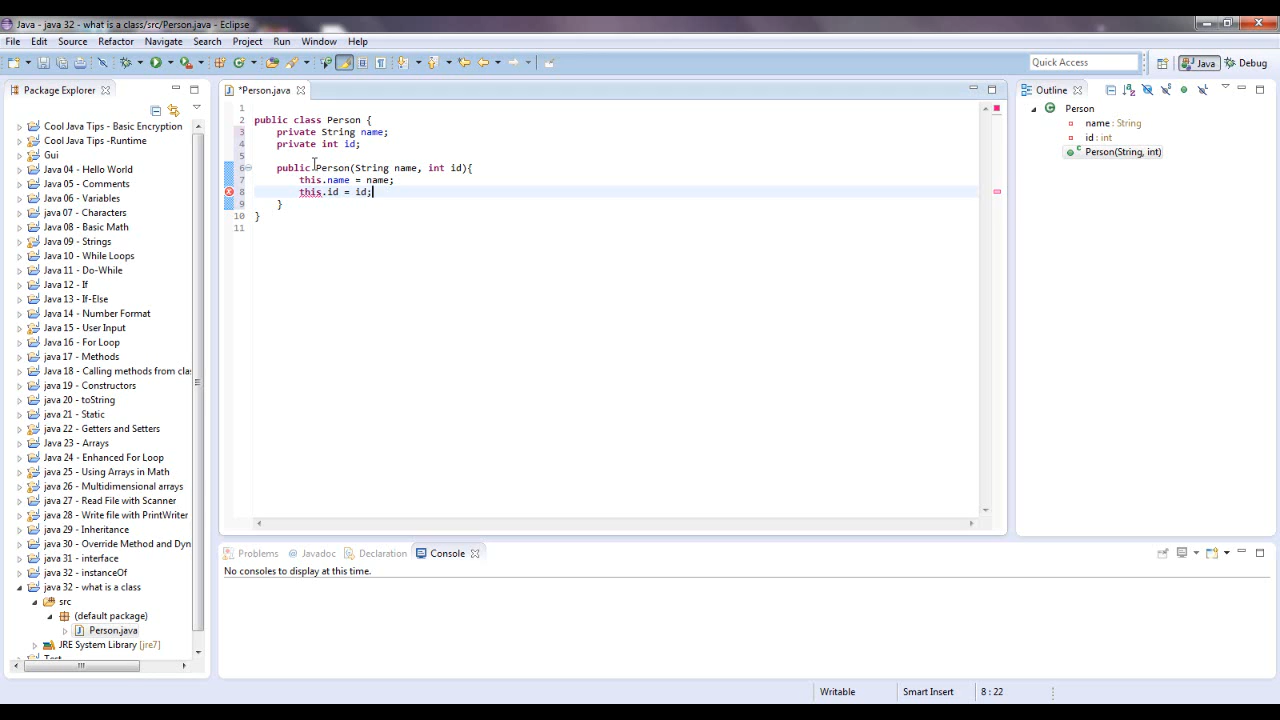 Java - java 32 - what is a class/src/Person.java - Eclipse
File Edit Source Refactor Navigate Search Project Run Window Help
Quick Access
Java
Debug
Package Explorer
Cool Java Tips - Basic Encryption
Cool Java Tips -Runtime
Gui
Java 04 - Hello World
Java 06 - Variables
java 07 - Characters
Java 08 - Basic Math
Java 09 - Strings
Java 10 - While Loops
Java 11 - Do-While
Java 12 - If
Java 13 - If-Else
Java 14 - Number Format
Java 15 - User Input
Java 16 - For Loop
java 17 - Methods
Java 18 - Calling methods from clas
java 19 - Constructors
java 20 - toString
java 21 - Static
java 22 - Getters and Setters
Java 23 - Arrays
Java 24 - Enhanced For Loop
java 25 - Using Arrays in Math
java 26 - Multidimensional arrays
java 27 - Read File with Scanner
java 28 - Write file with PrintWriter
java 29 - Inheritance
java 30 - Override Method and Dyn
java 31 - interface
java 32 - instanceOf
java 32 - what is a class
src
(default package)
Person.java
JRE System Library [jre7]
Test
*Person.java
1
2 public class Person {
3 private String name;
4 private int id;
5
6 public Person(String name, int id){
7 this.name = name;
8 this.id = id;
9 }
10 }
11
Outline
Person
name : String
id : int
Person(String, int)
Problems Javadoc Declaration Console
No consoles to display at this time.
Writable Smart Insert 8 : 22